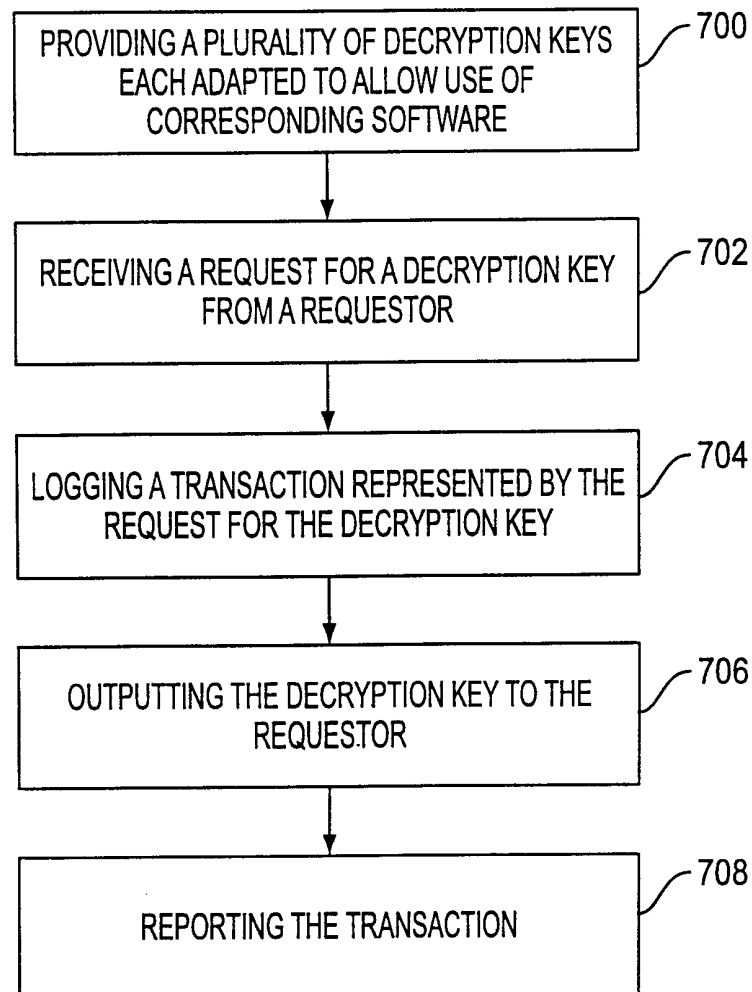 PROVIDING A PLURALITY OF DECRYPTION KEYS
EACH ADAPTED TO ALLOW USE OF
CORRESPONDING SOFTWARE
700
RECEIVING A REQUEST FOR A DECRYPTION KEY
FROM A REQUESTOR
702
LOGGING A TRANSACTION REPRESENTED BY THE
REQUEST FOR THE DECRYPTION KEY
704
OUTPUTTING THE DECRYPTION KEY TO THE
REQUESTOR
706
REPORTING THE TRANSACTION
708